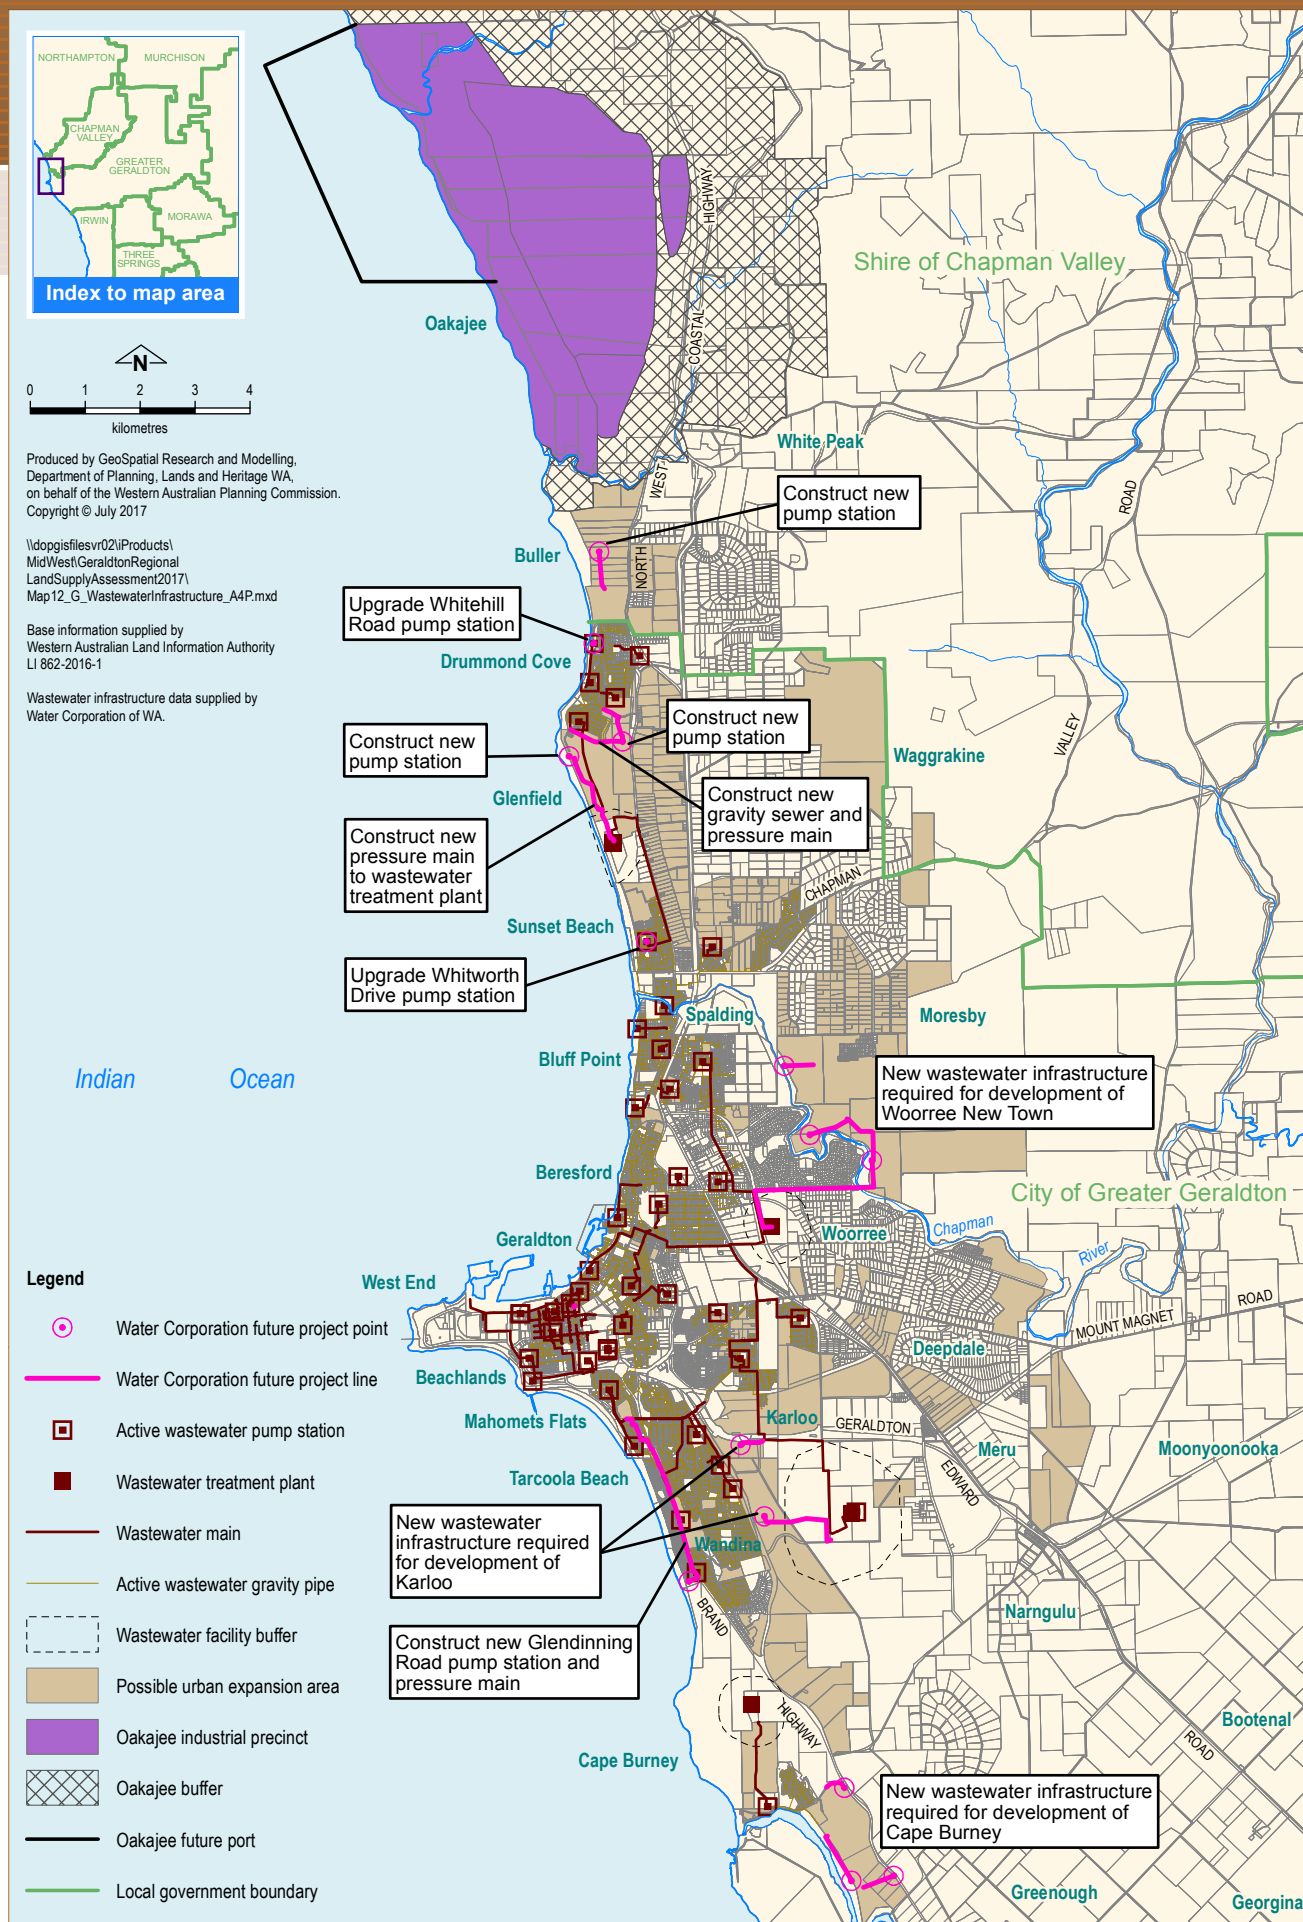 NORTHAMPTON
MURCHISON
CHAPMAN
VALLEY
GREATER
GERALDTON
IRWIN
MORAWA
THREE
SPRINGS
Index to map area
N
0 1 2 3 4
kilometres
Produced by GeoSpatial Research and Modelling,
Department of Planning, Lands and Heritage WA,
on behalf of the Western Australian Planning Commission.
Copyright © July 2017
\\dopgisfilesvr02\iProducts\
MidWest\GeraldtonRegional
LandSupplyAssessment2017\
Map12_G_WastewaterInfrastructure_A4P.mxd
Base information supplied by
Western Australian Land Information Authority
LI 862-2016-1
Wastewater infrastructure data supplied by
Water Corporation of WA.
Shire of Chapman Valley
Oakajee
HIGHWAY
COASTAL
WEST
NORTH
White Peak
Construct new
pump station
Buller
ROAD
Upgrade Whitehill
Road pump station
Drummond Cove
Construct new
pump station
Construct new
pump station
VALLEY
Waggrakine
Glenfield
Construct new
gravity sewer and
pressure main
Construct new
pressure main
to wastewater
treatment plant
CHAPMAN
Sunset Beach
Upgrade Whitworth
Drive pump station
Spalding
Moresby
Bluff Point
Indian Ocean
New wastewater infrastructure
required for development of
Woorree New Town
Beresford
City of Greater Geraldton
Geraldton
Woorree
Chapman
River
West End
MOUNT MAGNET
ROAD
Deepdale
Beachlands
Mahomets Flats
Karloo
GERALDTON
Meru
Moonyoonooka
EDWARD
Tarcoola Beach
New wastewater
infrastructure required
for development of
Karloo
Wandina
Narngulu
BRAND
Construct new Glendinning
Road pump station and
pressure main
HIGHWAY
Bootenal
ROAD
Cape Burney
New wastewater infrastructure
required for development of
Cape Burney
Greenough
Georgina
Legend
Water Corporation future project point
Water Corporation future project line
Active wastewater pump station
Wastewater treatment plant
Wastewater main
Active wastewater gravity pipe
Wastewater facility buffer
Possible urban expansion area
Oakajee industrial precinct
Oakajee buffer
Oakajee future port
Local government boundary